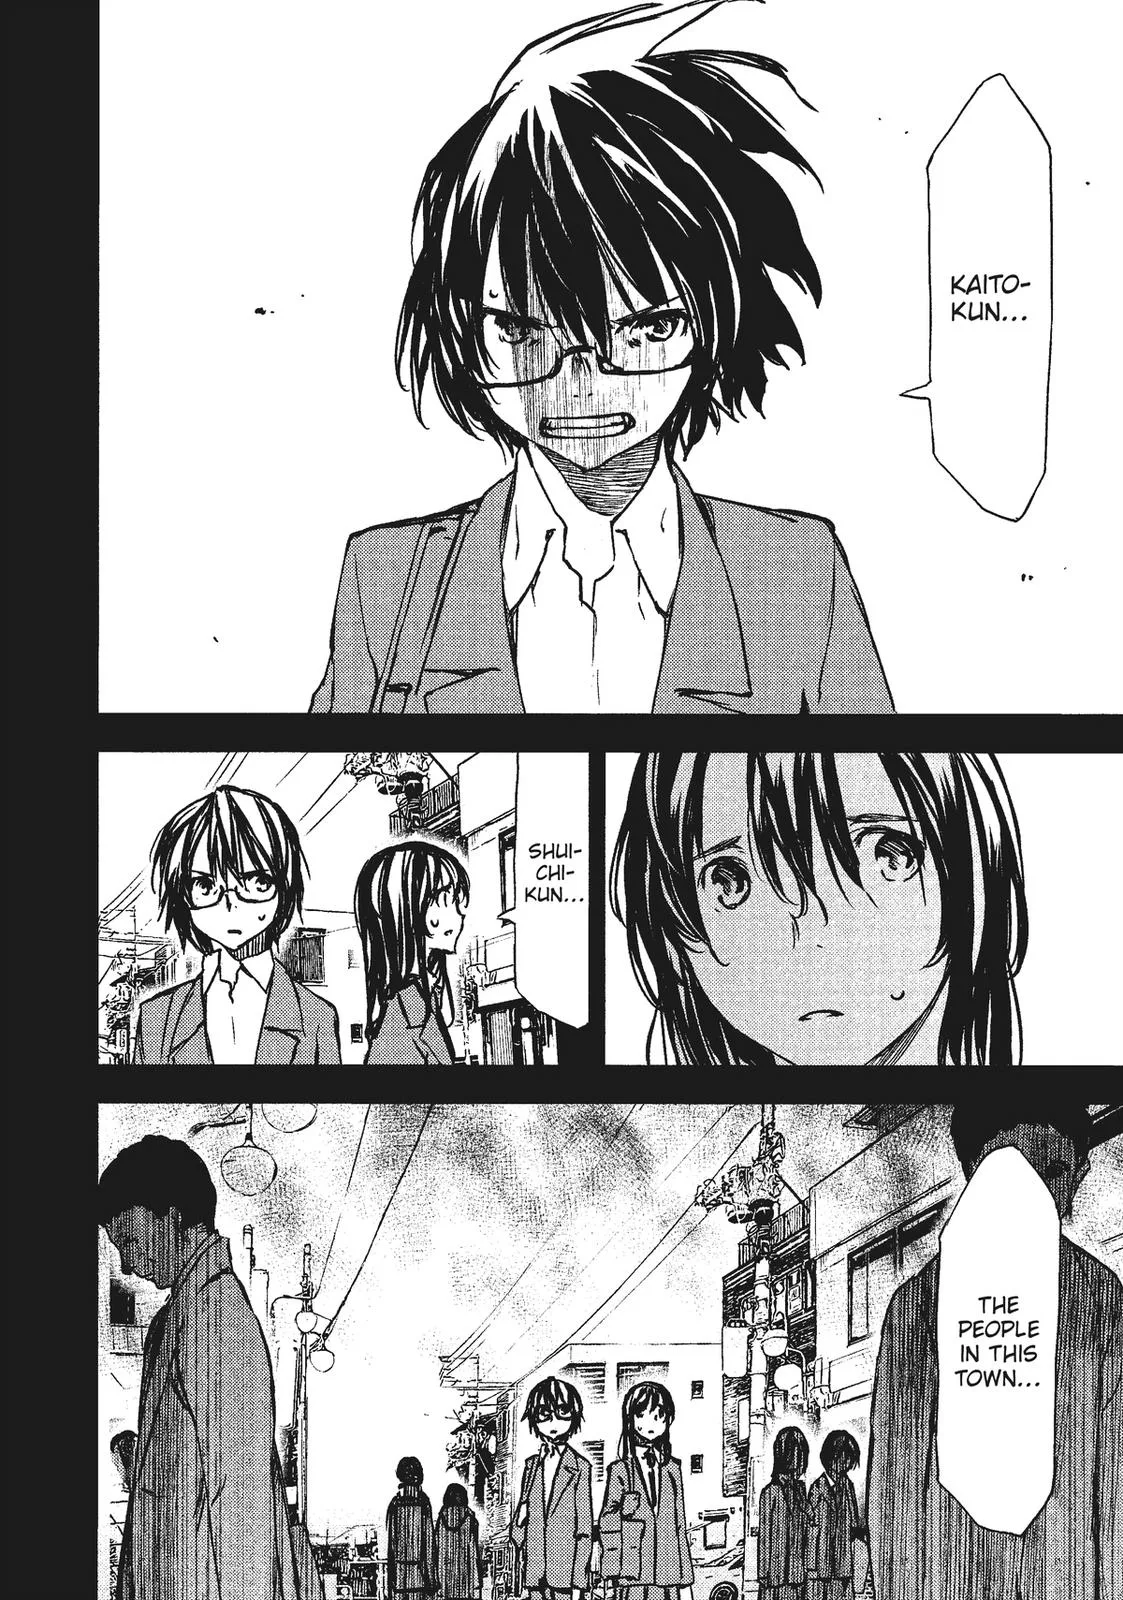 KAITO-
KUN...
SHUI-
CHI-
KUN...
THE
PEOPLE
IN THIS
TOWN...